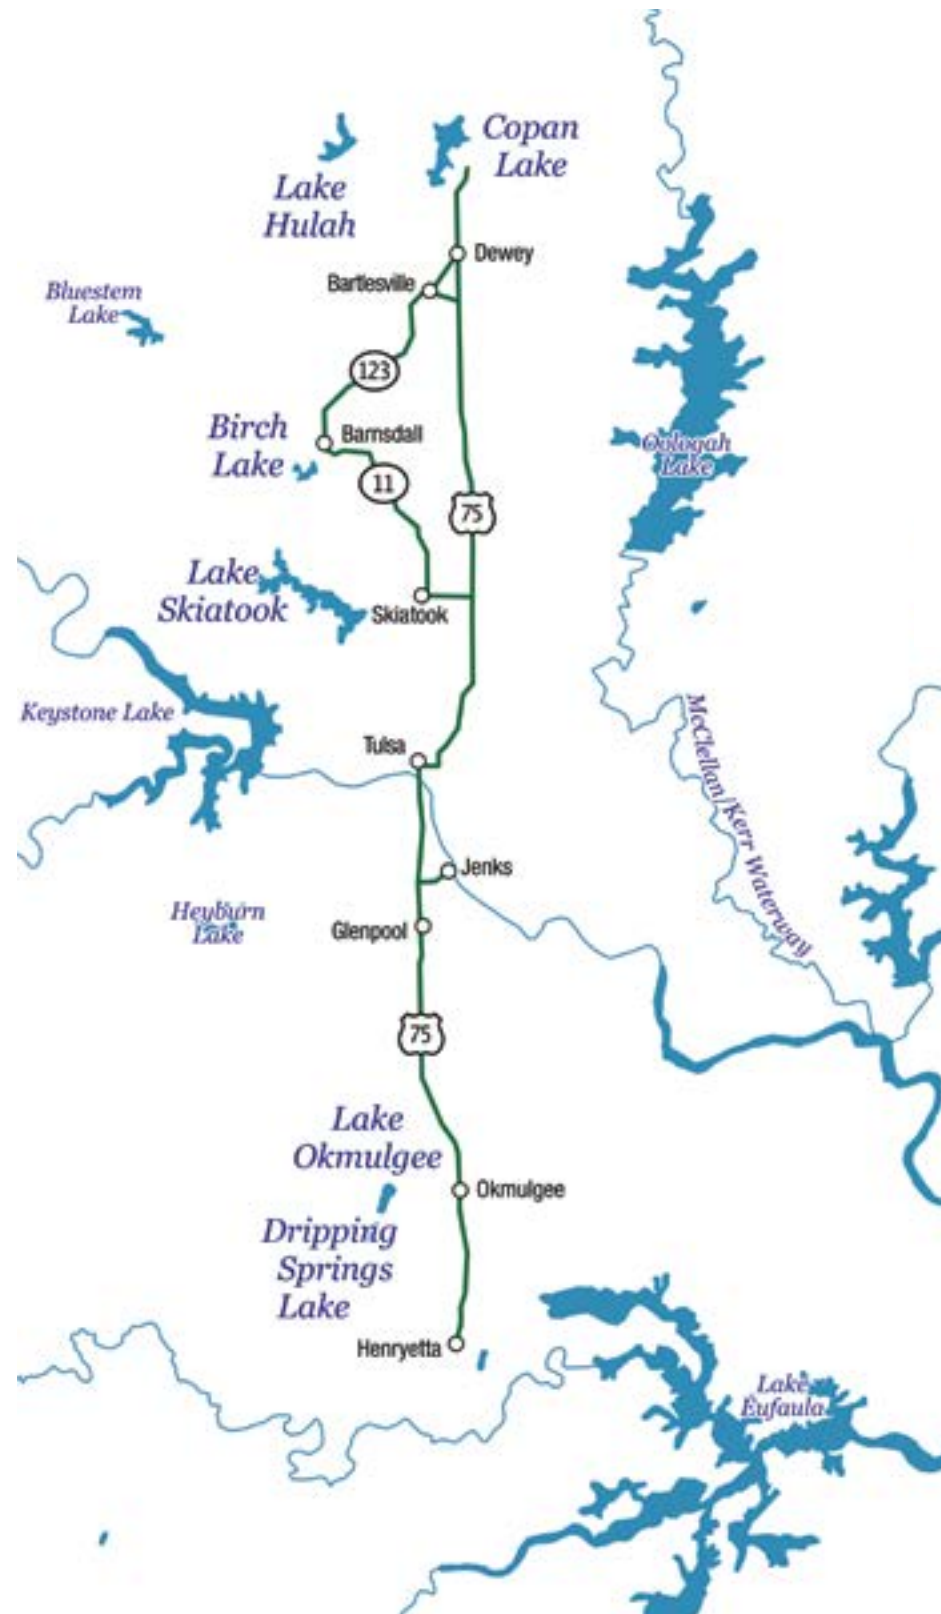 Copan
Lake
Lake
Hulah
Dewey
Bartlesville
Bluestem
Lake
123
Birch
Lake
Barnsdall
Oologah
Lake
11
75
Lake
Skiatook
Skiatook
Keystone Lake
McClellan/Kerr Waterway
Tulsa
Jenks
Heyburn
Lake
Glenpool
75
Lake
Okmulgee
Okmulgee
Dripping
Springs
Lake
Henryetta
Lake
Eufaula